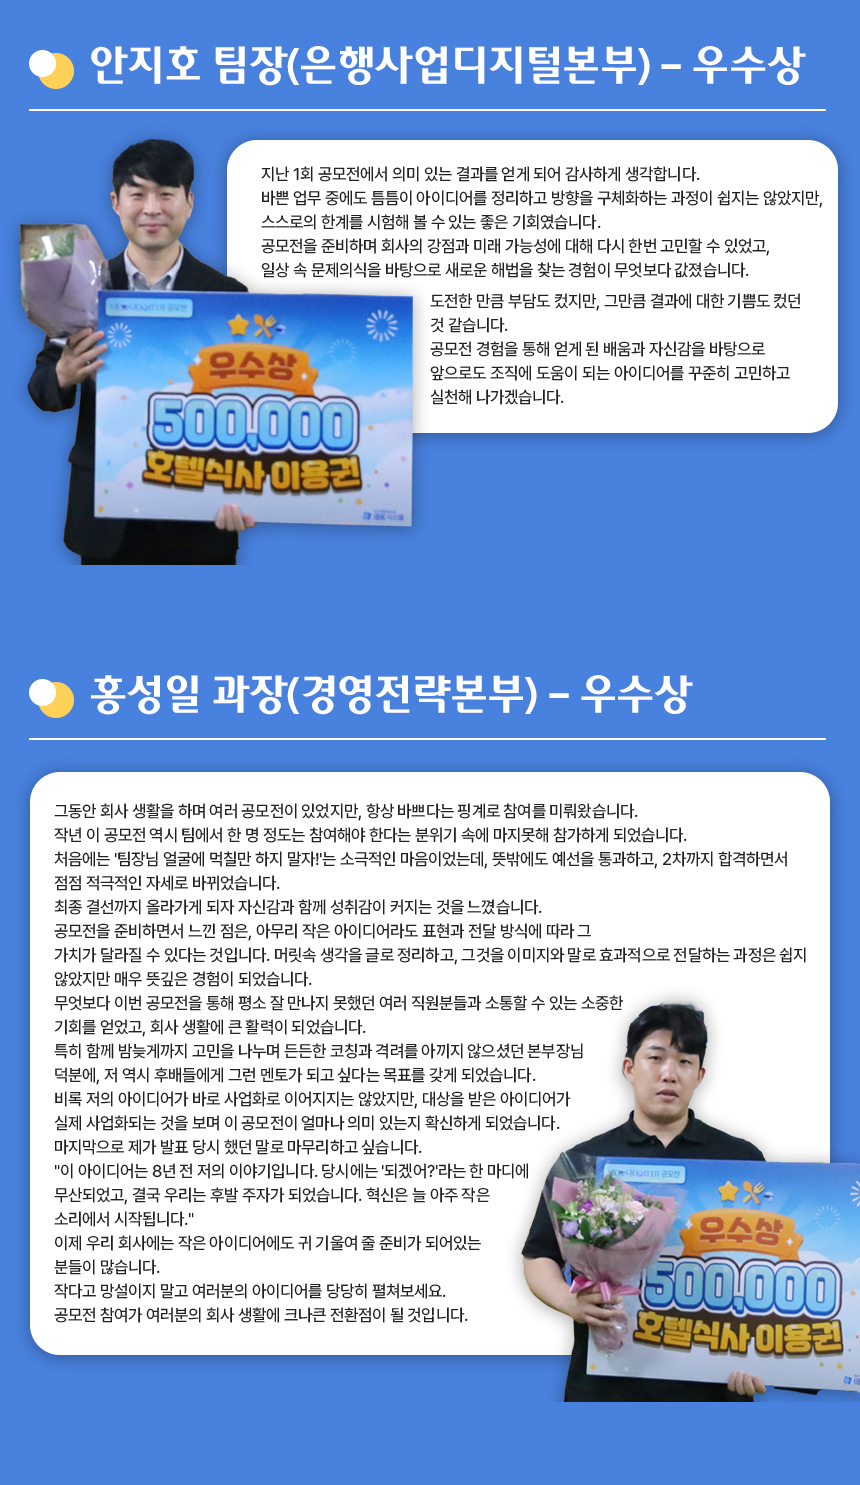 안지호 팀장(은행사업디지털본부) – 우수상
지난 1회 공모전에서 의미 있는 결과를 얻게 되어 감사하게 생각합니다.
바쁜 업무 중에도 틈틈이 아이디어를 정리하고 방향을 구체화하는 과정이 쉽지는 않았지만,
스스로의 한계를 시험해 볼 수 있는 좋은 기회였습니다.
공모전을 준비하며 회사의 강점과 미래 가능성에 대해 다시 한번 고민할 수 있었고,
일상 속 문제의식을 바탕으로 새로운 해법을 찾는 경험이 무엇보다 값졌습니다.
도전한 만큼 부담도 컸지만, 그만큼 결과에 대한 기쁨도 컸던
것 같습니다.
공모전 경험을 통해 얻게 된 배움과 자신감을 바탕으로
앞으로도 조직에 도움이 되는 아이디어를 꾸준히 고민하고
실천해 나가겠습니다.
공모전
우수상
500,000
호텔식사 이용권
IBK 시스템
홍성일 과장(경영전략본부) – 우수상
그동안 회사 생활을 하며 여러 공모전이 있었지만, 항상 바쁘다는 핑계로 참여를 미뤄왔습니다.
작년 이 공모전 역시 팀에서 한 명 정도는 참여해야 한다는 분위기 속에 마지못해 참가하게 되었습니다.
처음에는 '팀장님 얼굴에 먹칠만 하지 말자!'는 소극적인 마음이었는데, 뜻밖에도 예선을 통과하고, 2차까지 합격하면서
점점 적극적인 자세로 바뀌었습니다.
최종 결선까지 올라가게 되자 자신감과 함께 성취감이 커지는 것을 느꼈습니다.
공모전을 준비하면서 느낀 점은, 아무리 작은 아이디어라도 표현과 전달 방식에 따라 그
가치가 달라질 수 있다는 것입니다. 머릿속 생각을 글로 정리하고, 그것을 이미지와 말로 효과적으로 전달하는 과정은 쉽지
않았지만 매우 뜻깊은 경험이 되었습니다.
무엇보다 이번 공모전을 통해 평소 잘 만나지 못했던 여러 직원분들과 소통할 수 있는 소중한
기회를 얻었고, 회사 생활에 큰 활력이 되었습니다.
특히 함께 밤늦게까지 고민을 나누며 든든한 코칭과 격려를 아끼지 않으셨던 본부장님
덕분에, 저 역시 후배들에게 그런 멘토가 되고 싶다는 목표를 갖게 되었습니다.
비록 저의 아이디어가 바로 사업화로 이어지지는 않았지만, 대상을 받은 아이디어가
실제 사업화되는 것을 보며 이 공모전이 얼마나 의미 있는지 확신하게 되었습니다.
마지막으로 제가 발표 당시 했던 말로 마무리하고 싶습니다.
"이 아이디어는 8년 전 저의 이야기입니다. 당시에는 '되겠어?'라는 한 마디에
무산되었고, 결국 우리는 후발 주자가 되었습니다. 혁신은 늘 아주 작은
소리에서 시작됩니다."
이제 우리 회사에는 작은 아이디어에도 귀 기울여 줄 준비가 되어있는
분들이 많습니다.
작다고 망설이지 말고 여러분의 아이디어를 당당히 펼쳐보세요.
공모전 참여가 여러분의 회사 생활에 크나큰 전환점이 될 것입니다.
공모전
우수상
500,000
호텔식사 이용권